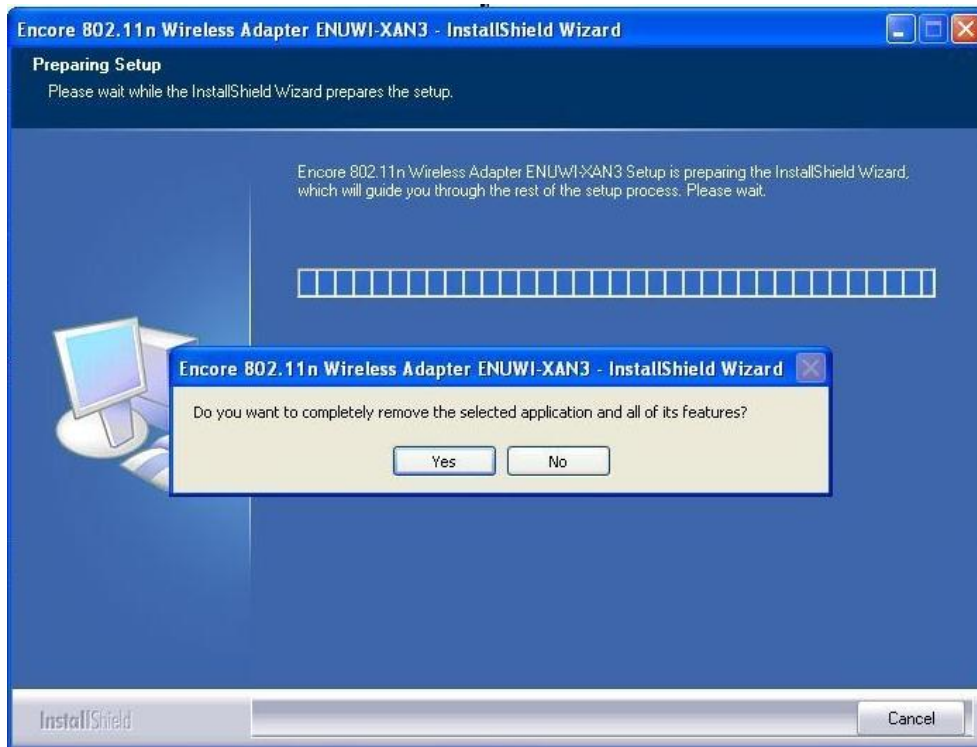 Encore 802.11n Wireless Adapter ENUWI-XAN3 - InstallShield Wizard
Preparing Setup
Please wait while the InstallShield Wizard prepares the setup.
Encore 802.11n Wireless Adapter ENUWI-XAN3 Setup is preparing the InstallShield Wizard,
which will guide you through the rest of the setup process. Please wait.
Encore 802.11n Wireless Adapter ENUWI-XAN3 - InstallShield Wizard
Do you want to completely remove the selected application and all of its features?
Yes
No
InstallShield
Cancel